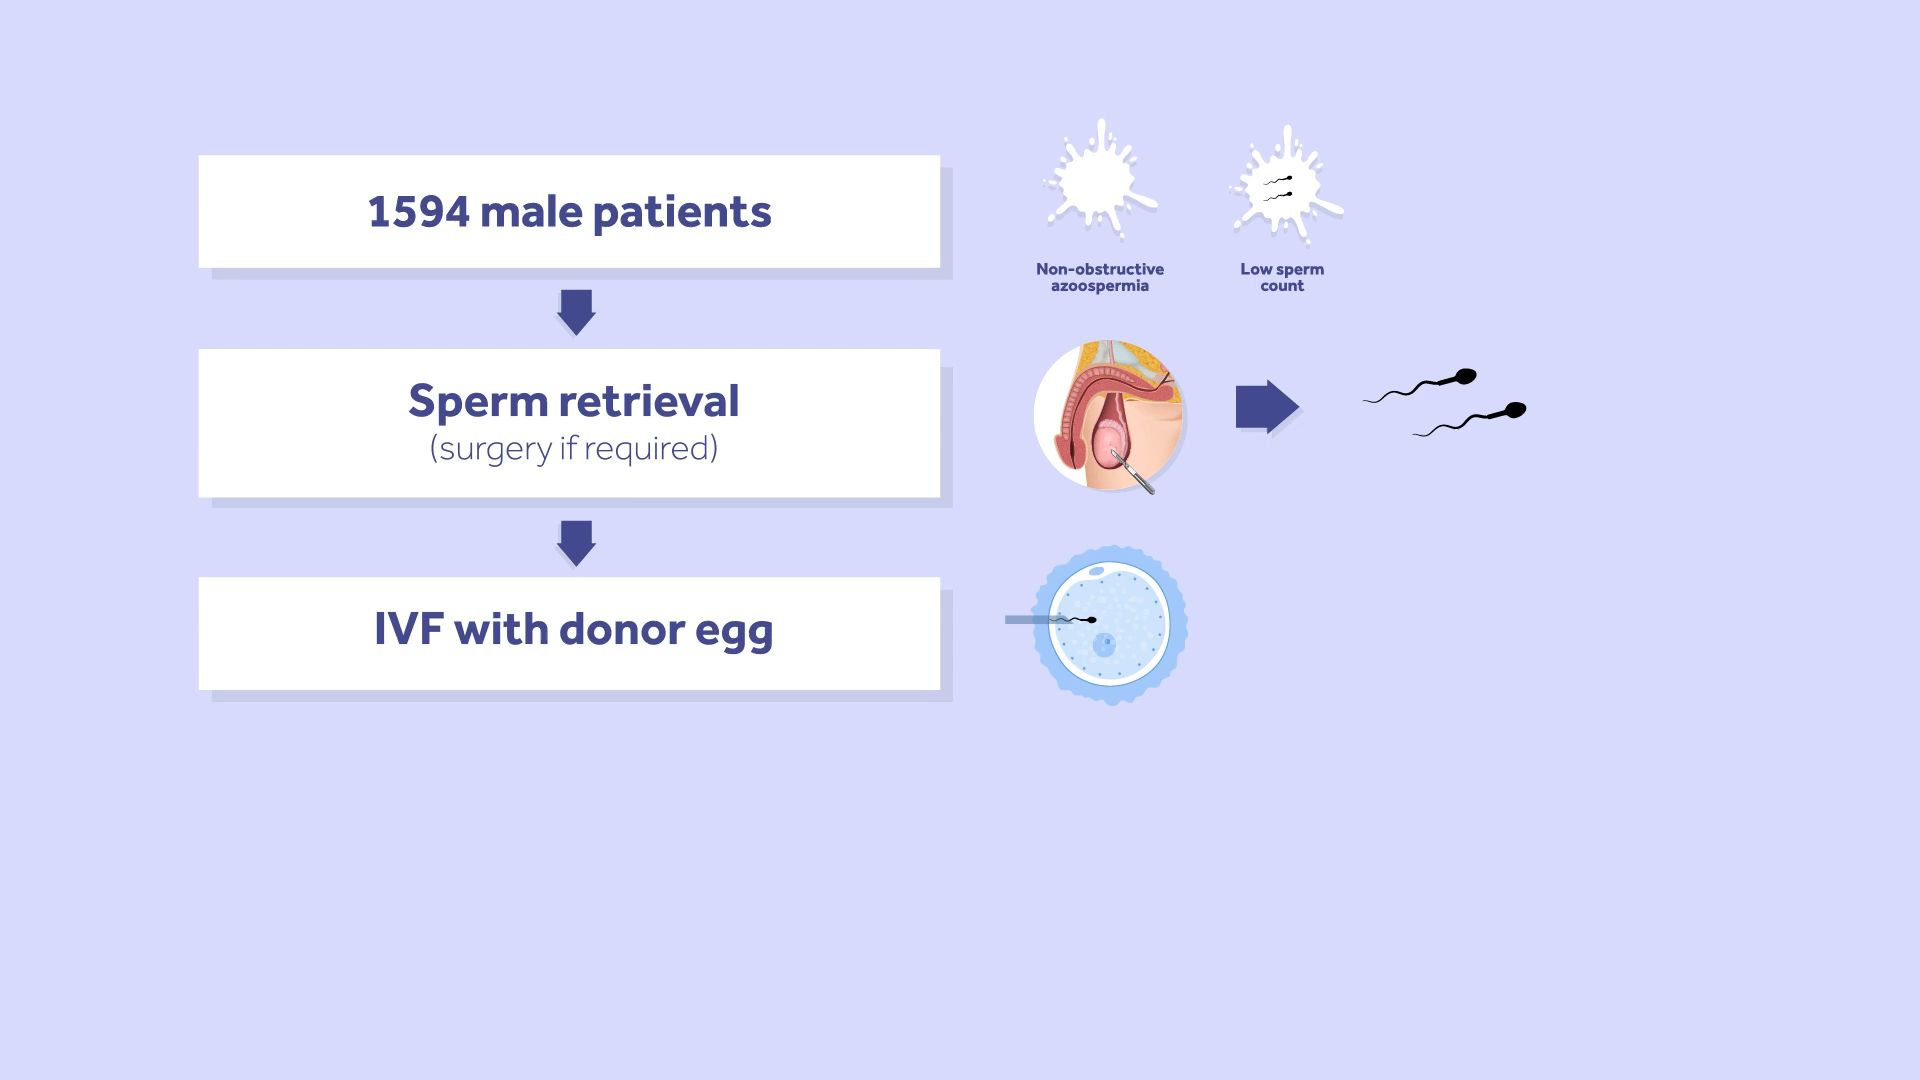 1594 male patients
Non-obstructive
azoospermia
Low sperm
count
Sperm retrieval
(surgery if required)
IVF with donor egg